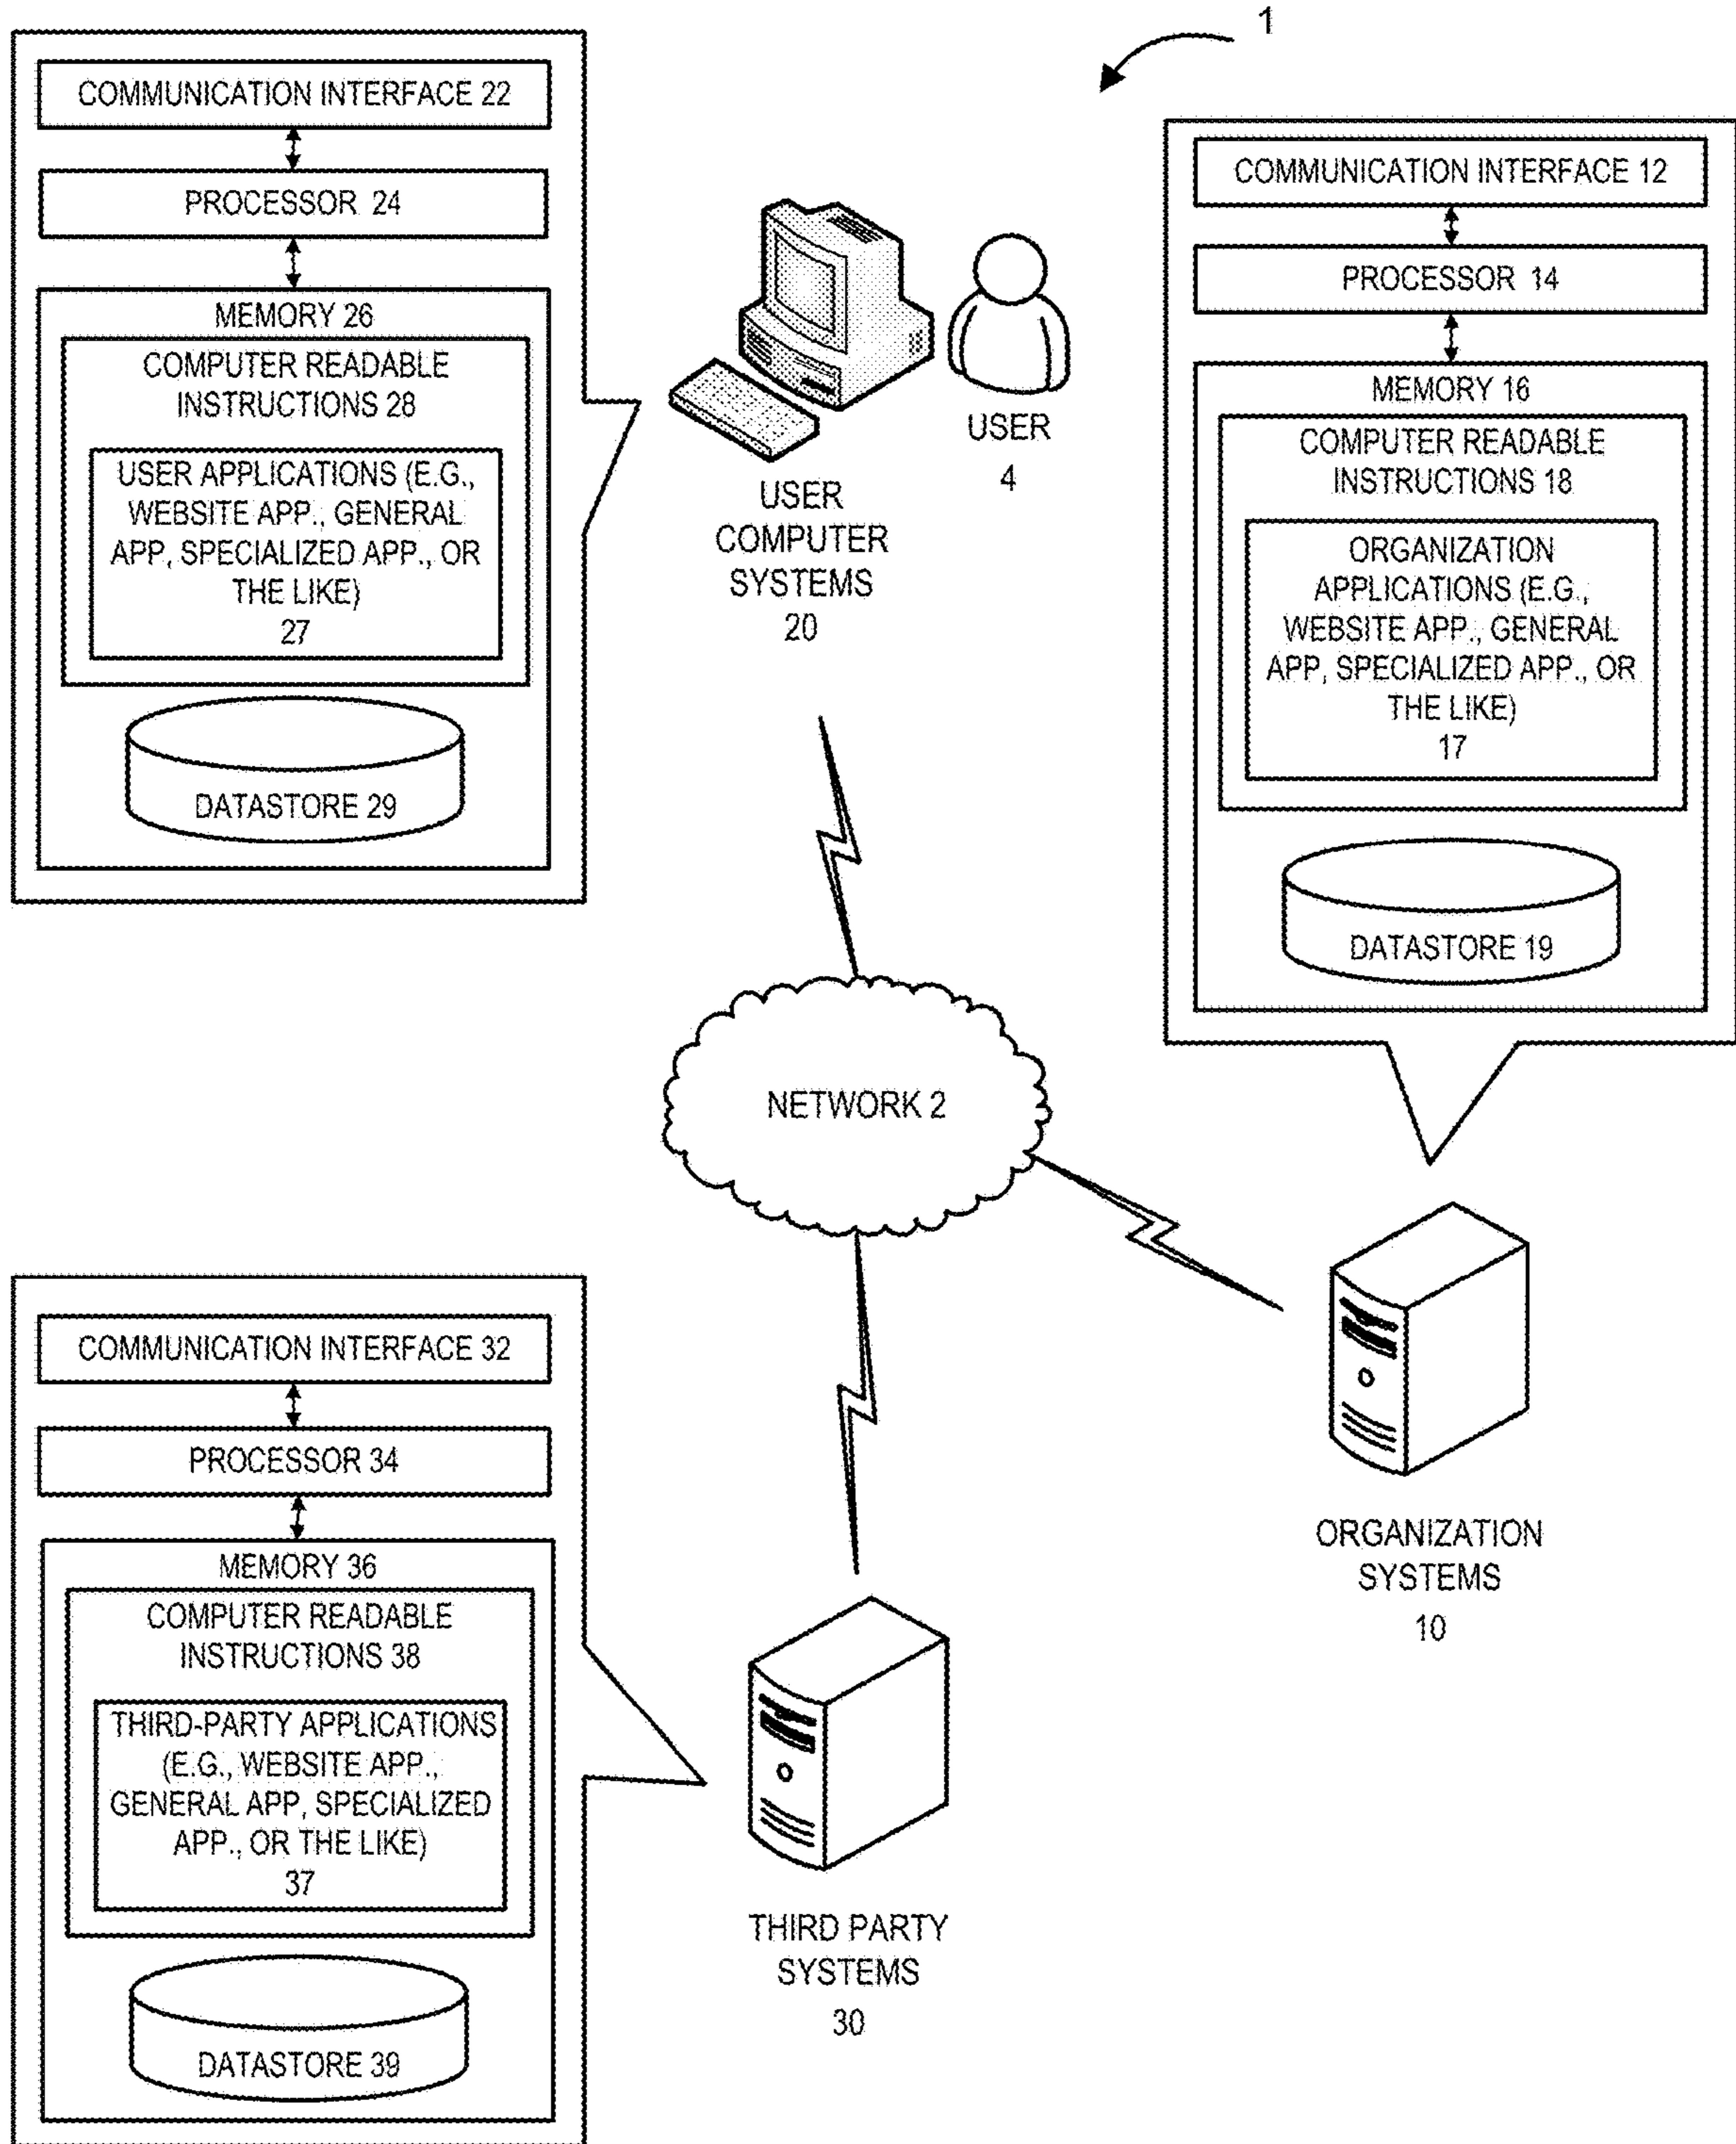 1
COMMUNICATION INTERFACE 22
PROCESSOR 24
MEMORY 26
COMPUTER READABLE
INSTRUCTIONS 28
USER APPLICATIONS (E.G.,
WEBSITE APP., GENERAL
APP, SPECIALIZED APP., OR
THE LIKE)
27
DATASTORE 29
USER
COMPUTER
SYSTEMS
20
USER
4
COMMUNICATION INTERFACE 12
PROCESSOR 14
MEMORY 16
COMPUTER READABLE
INSTRUCTIONS 18
ORGANIZATION
APPLICATIONS (E.G.,
WEBSITE APP., GENERAL
APP, SPECIALIZED APP., OR
THE LIKE)
17
DATASTORE 19
NETWORK 2
ORGANIZATION
SYSTEMS
10
COMMUNICATION INTERFACE 32
PROCESSOR 34
MEMORY 36
COMPUTER READABLE
INSTRUCTIONS 38
THIRD-PARTY APPLICATIONS
(E.G., WEBSITE APP.,
GENERAL APP, SPECIALIZED
APP., OR THE LIKE)
37
DATASTORE 39
THIRD PARTY
SYSTEMS
30